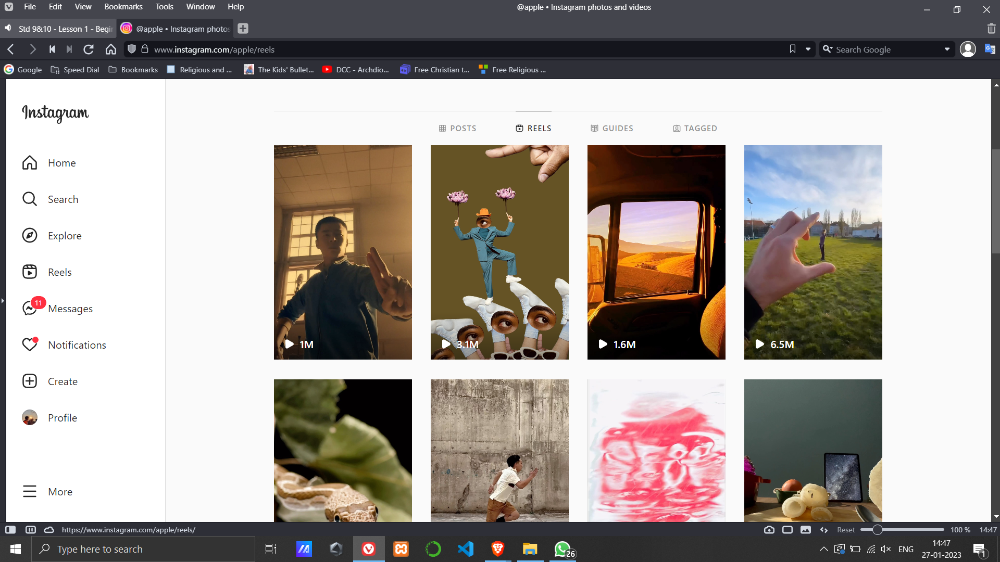 File Edit View Bookmarks Tools Window Help
@apple • Instagram photos and videos
Std 9&10 - Lesson 1 - Begin
@apple • Instagram photos
www.instagram.com/apple/reels
Search Google
Google
Speed Dial
Bookmarks
Religious and ...
The Kids' Bullet...
DCC - Archdio...
Free Christian t...
Free Religious ...
Instagram
Home
Search
Explore
Reels
11
Messages
Notifications
Create
Profile
More
POSTS
REELS
GUIDES
TAGGED
1M
3.1M
1.6M
6.5M
https://www.instagram.com/apple/reels/
Reset
100 %
14:47
Type here to search
26
ENG
14:47
27-01-2023
1